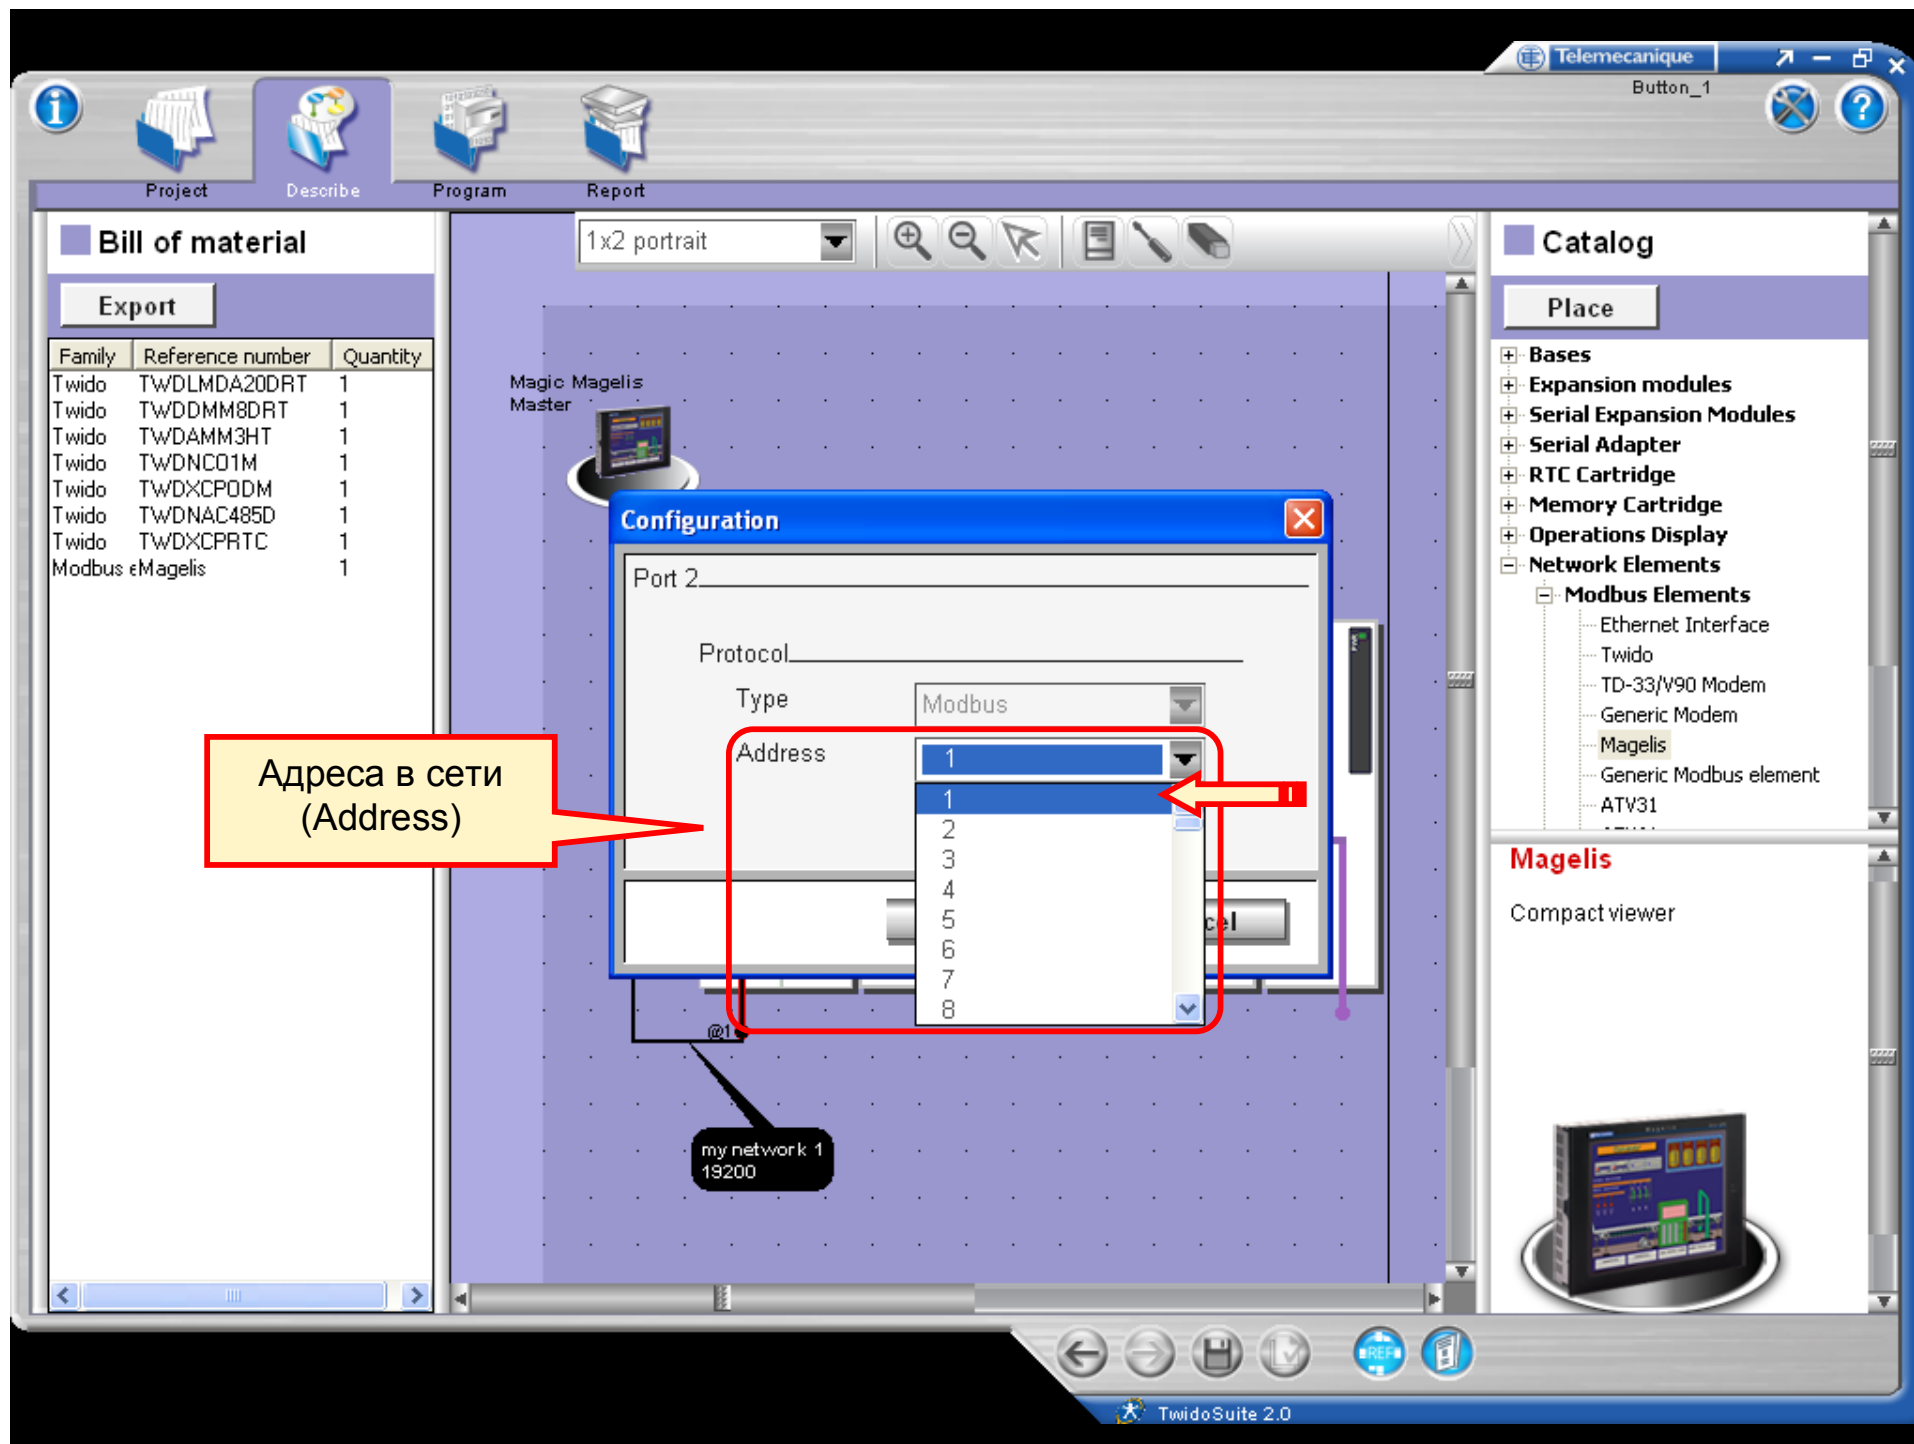 Telemecanique
Button_1
Project
Describe
Program
Report
Bill of material
Export
Family Reference number Quantity
Twido TWDLMDA20DRT 1
Twido TWDDMM8DRT 1
Twido TWDAMM3HT 1
Twido TWDNCO1M 1
Twido TWDXCPODM 1
Twido TWDNAC485D 1
Twido TWDXCPRTC 1
Modbus eMagelis 1
1x2 portrait
Magic Magelis
Master
Configuration
Port 2
Protocol
Type Modbus
Address 1
1
2
3
4
5
6
7
8
cel
PWR
Адреса в сети
(Address)
@1
my network 1
19200
Catalog
Place
Bases
Expansion modules
Serial Expansion Modules
Serial Adapter
RTC Cartridge
Memory Cartridge
Operations Display
Network Elements
Modbus Elements
Ethernet Interface
Twido
TD-33/V90 Modem
Generic Modem
Magelis
Generic Modbus element
ATV31
Magelis
Compact viewer
REF
TwidoSuite 2.0